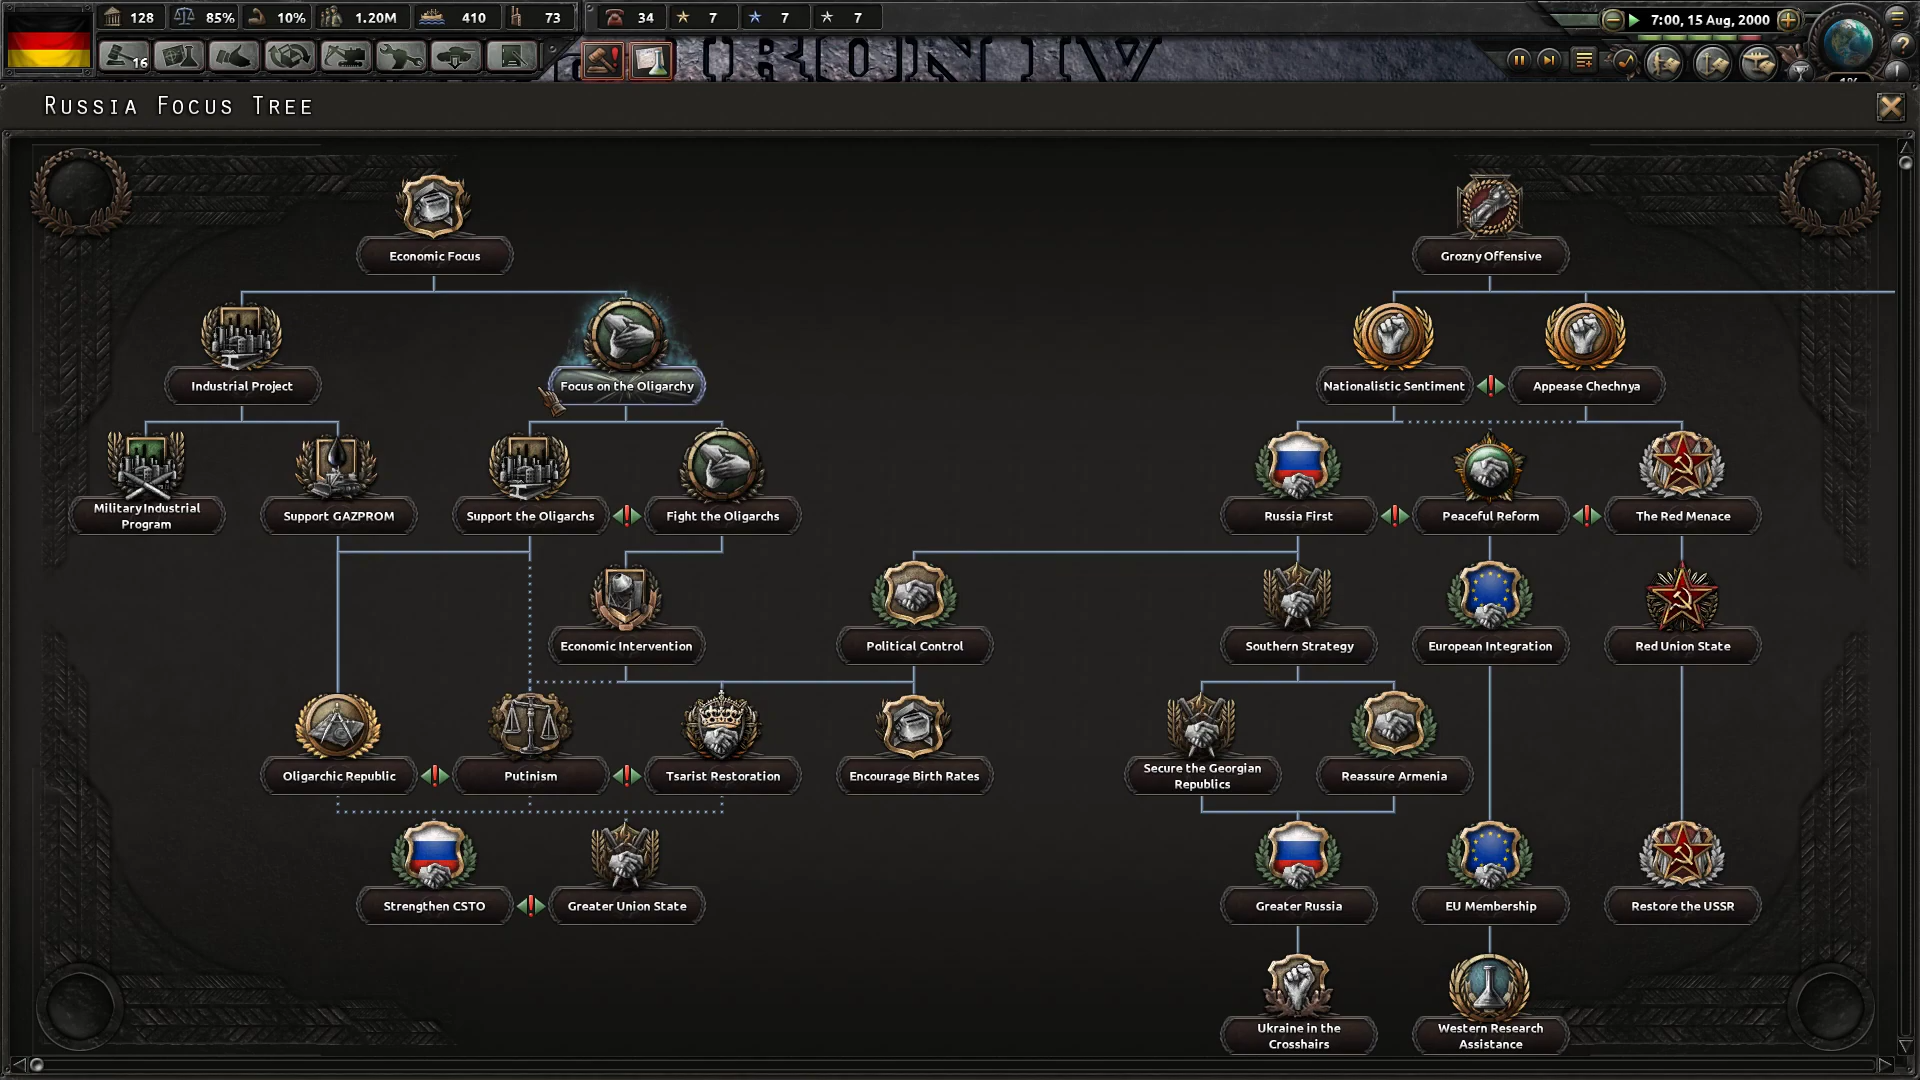 128
85%
10%
1.20M
410
73
34
7
7
7
7:00, 15 Aug, 2000
16
IRON IV
1%
Russia Focus Tree
Economic Focus
Grozny Offensive
Industrial Project
Focus on the Oligarchy
Nationalistic Sentiment
Appease Chechnya
Military Industrial
Program
Support GAZPROM
Support the Oligarchs
Fight the Oligarchs
Russia First
Peaceful Reform
The Red Menace
Economic Intervention
Political Control
Southern Strategy
European Integration
Red Union State
Oligarchic Republic
Putinism
Tsarist Restoration
Encourage Birth Rates
Secure the Georgian
Republics
Reassure Armenia
Strengthen CSTO
Greater Union State
Greater Russia
EU Membership
Restore the USSR
Ukraine in the
Crosshairs
Western Research
Assistance